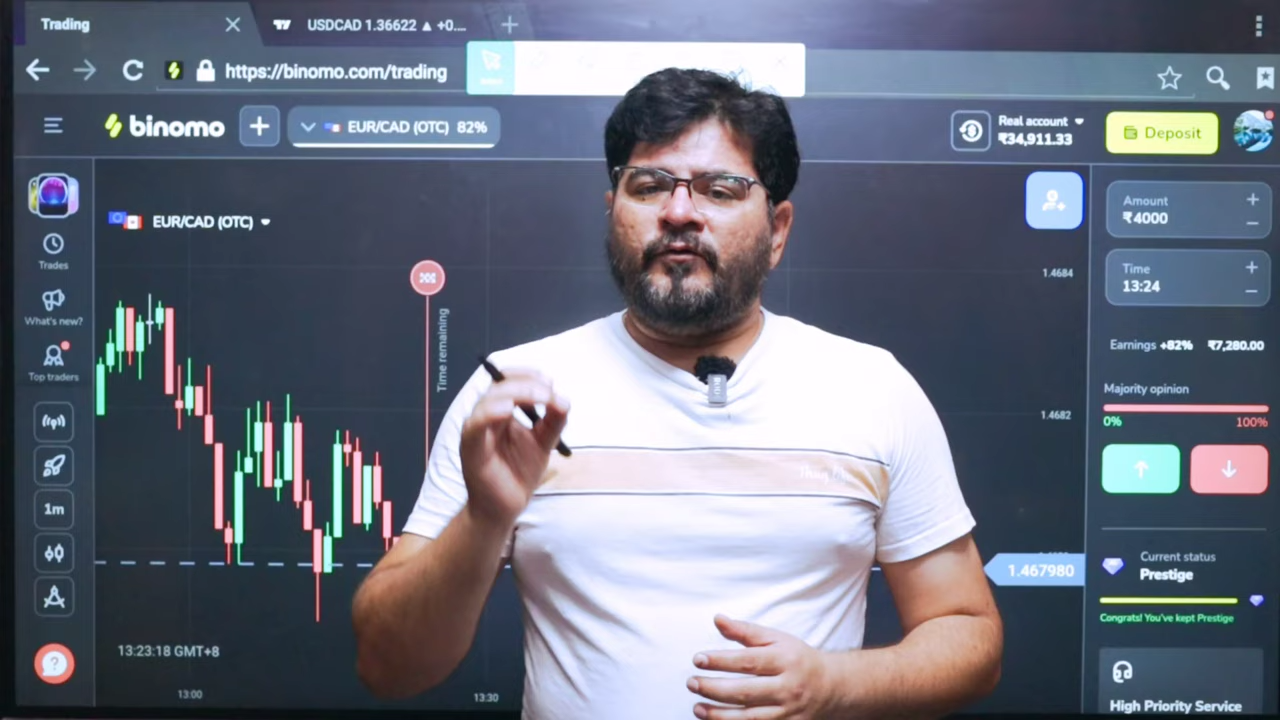 Trading
USDCAD 1.36622 ▲ +0....
https://binomo.com/trading
binomo
EUR/CAD (OTC) 82%
Real account
₹34,911.33
Deposit
EUR/CAD (OTC)
Amount
₹4000
Time
13:24
Earnings +82% ₹7,280.00
Majority opinion
0% 100%
Current status
Prestige
Congrats! You've kept Prestige
High Priority Service
Trades
What's new?
Top traders
1m
Time remaining
1.4684
1.4682
1.467980
13:23:18 GMT+8
13:00
13:30